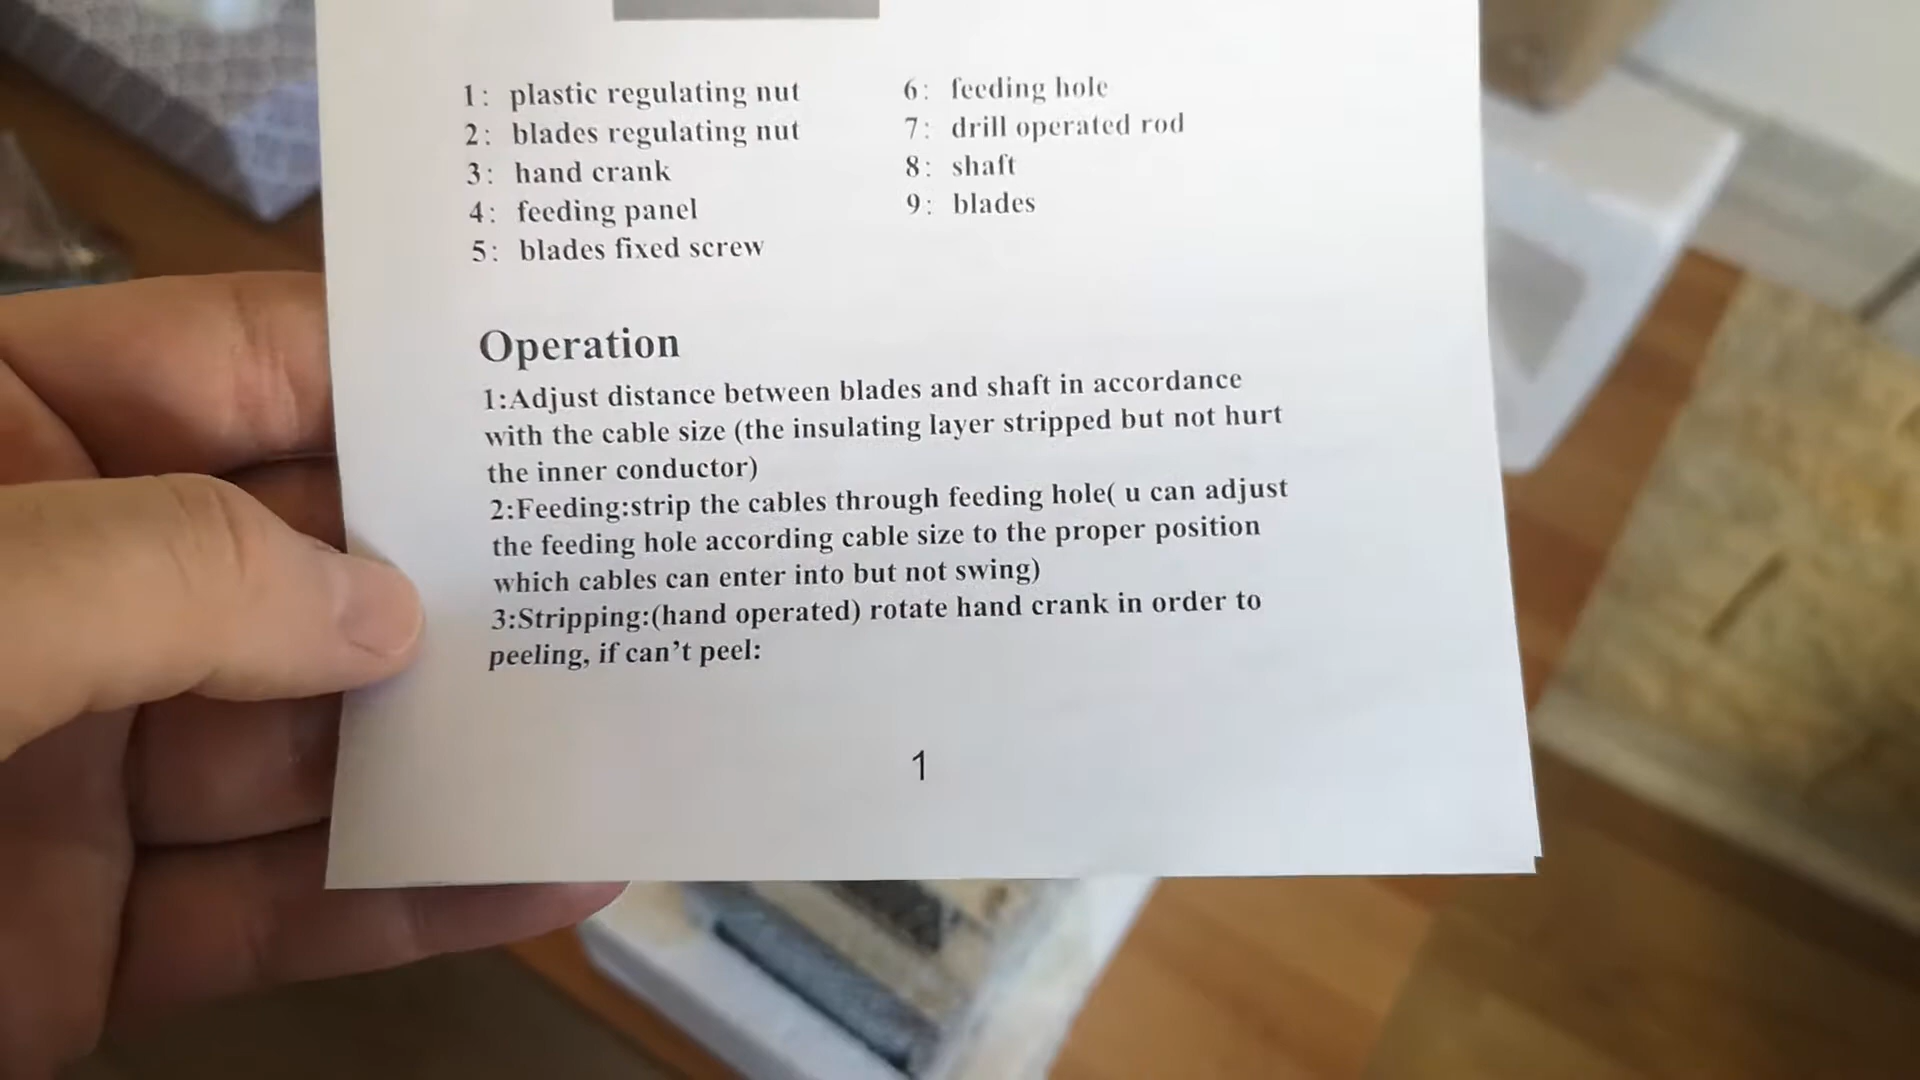 1: plastic regulating nut
2: blades regulating nut
3: hand crank
4: feeding panel
5: blades fixed screw
6: feeding hole
7: drill operated rod
8: shaft
9: blades
Operation
1:Adjust distance between blades and shaft in accordance
with the cable size (the insulating layer stripped but not hurt
the inner conductor)
2:Feeding:strip the cables through feeding hole( u can adjust
the feeding hole according cable size to the proper position
which cables can enter into but not swing)
3:Stripping:(hand operated) rotate hand crank in order to
peeling, if can’t peel:
1